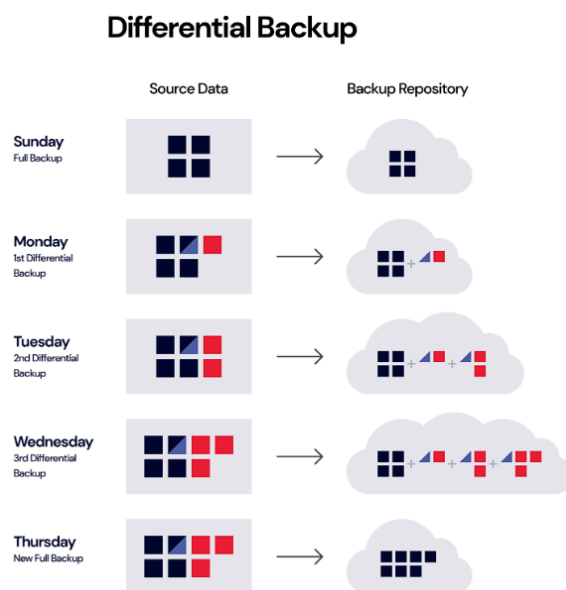 Differential Backup
Source Data
Backup Repository
Sunday
Full Backup
Monday
1st Differential
Backup
Tuesday
2nd Differential
Backup
Wednesday
3rd Differential
Backup
Thursday
New Full Backup